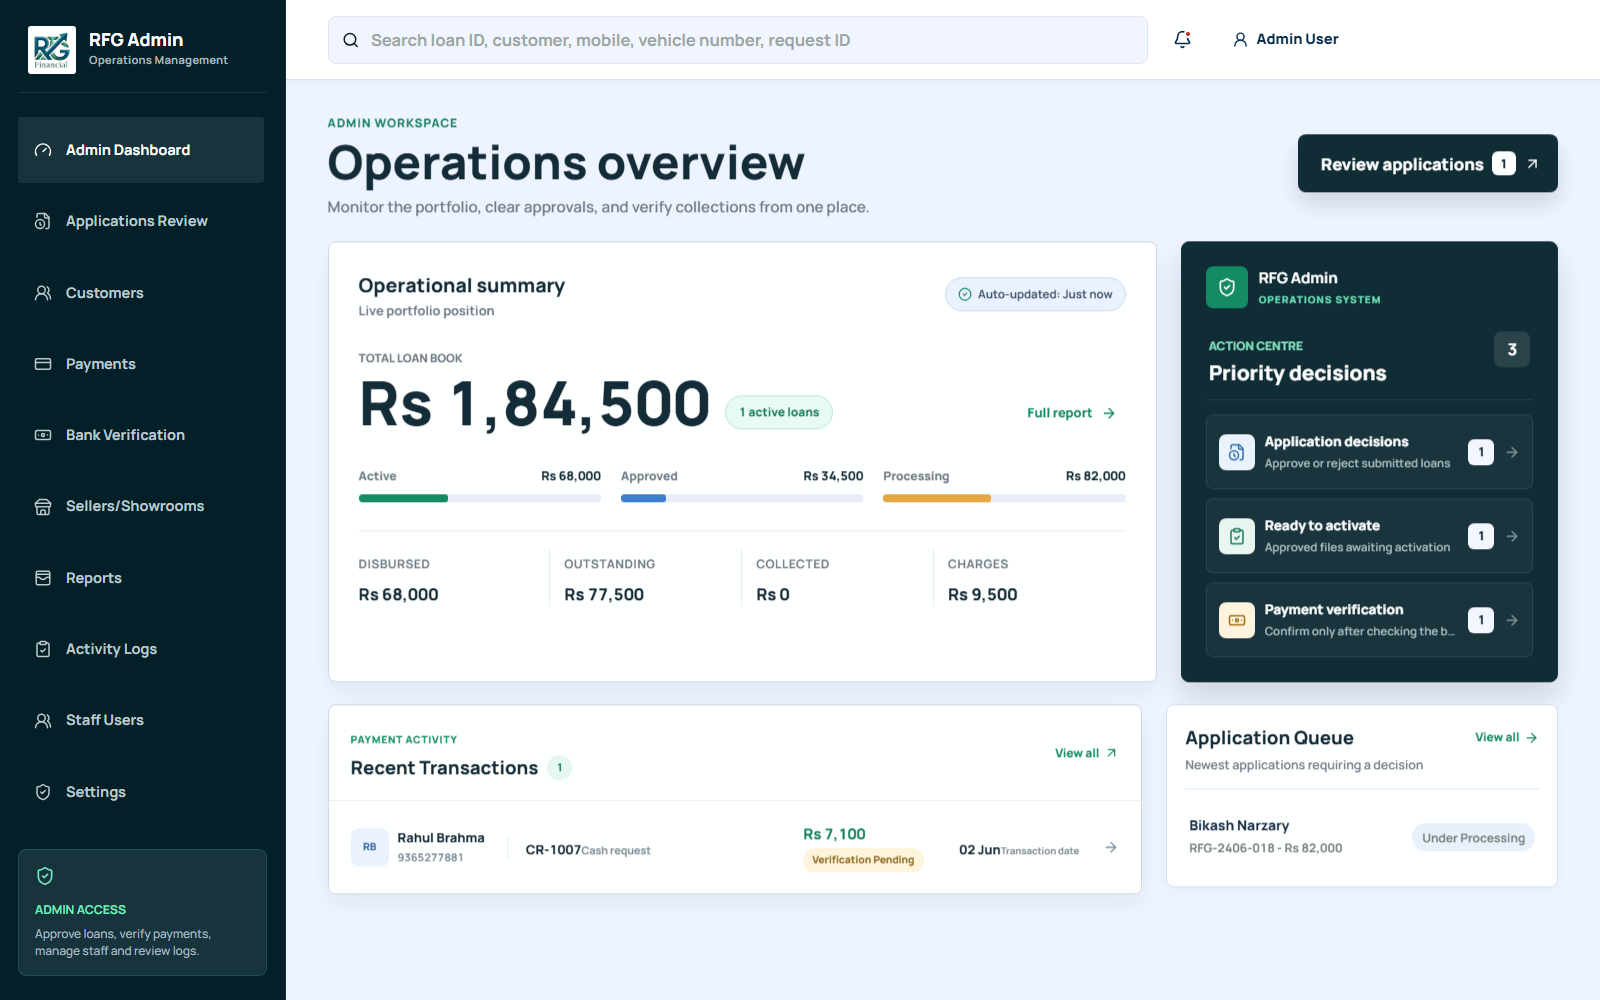 RFG
Financial
RFG Admin
Operations Management
Admin Dashboard
Applications Review
Customers
Payments
Bank Verification
Sellers/Showrooms
Reports
Activity Logs
Staff Users
Settings
ADMIN ACCESS
Approve loans, verify payments,
manage staff and review logs.
Search loan ID, customer, mobile, vehicle number, request ID
Admin User
ADMIN WORKSPACE
Operations overview
Monitor the portfolio, clear approvals, and verify collections from one place.
Review applications 1
Operational summary
Live portfolio position
Auto-updated: Just now
TOTAL LOAN BOOK
Rs 1,84,500
1 active loans
Full report
Active Rs 68,000
Approved Rs 34,500
Processing Rs 82,000
DISBURSED
Rs 68,000
OUTSTANDING
Rs 77,500
COLLECTED
Rs 0
CHARGES
Rs 9,500
RFG Admin
OPERATIONS SYSTEM
ACTION CENTRE
Priority decisions
3
Application decisions
Approve or reject submitted loans
1
Ready to activate
Approved files awaiting activation
1
Payment verification
Confirm only after checking the b...
1
PAYMENT ACTIVITY
Recent Transactions 1
View all
RB
Rahul Brahma
9365277881
CR-1007Cash request
Rs 7,100
Verification Pending
02 JunTransaction date
Application Queue
View all
Newest applications requiring a decision
Bikash Narzary
RFG-2406-018 - Rs 82,000
Under Processing